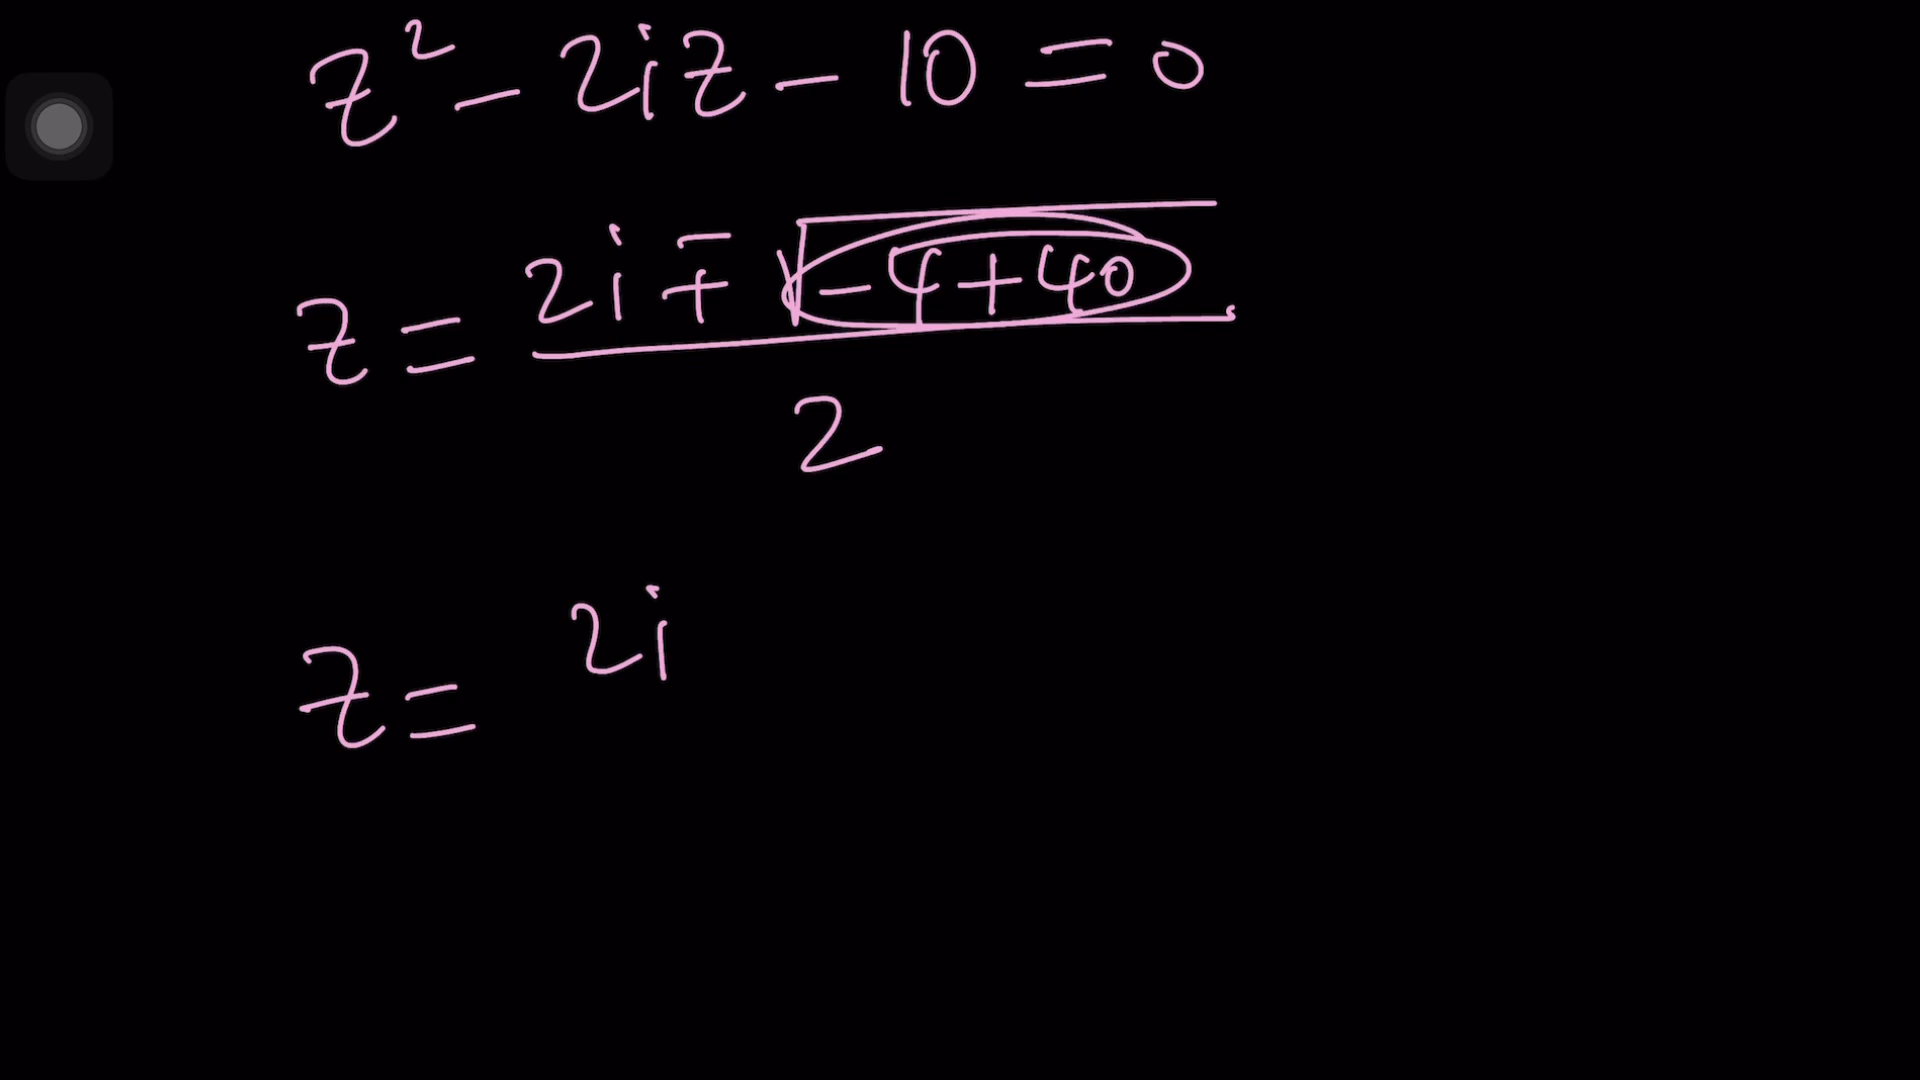 z² - 2iz - 10 = 0
z = (2i ∓ √(-4+40)) / 2
z = 2i